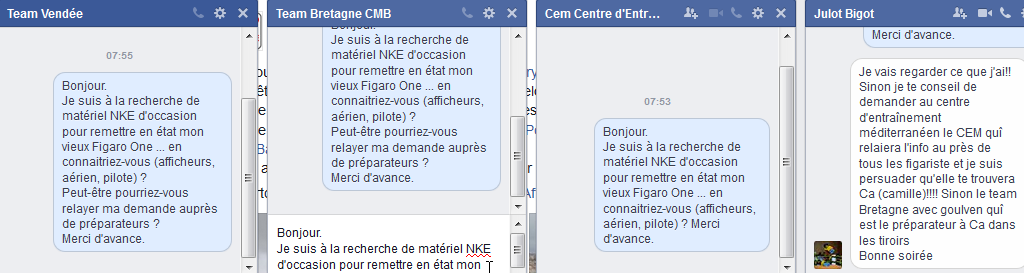 Team Vendée
07:55
Bonjour.
Je suis à la recherche de
matériel NKE d'occasion
pour remettre en état mon
vieux Figaro One ... en
connaitriez-vous (afficheurs,
aérien, pilote) ?
Peut-être pourriez-vous
relayer ma demande auprès
de préparateurs ?
Merci d'avance.
Team Bretagne CMB
Bonjour.
Je suis à la recherche de
matériel NKE d'occasion
pour remettre en état mon
vieux Figaro One ... en
connaitriez-vous (afficheurs,
aérien, pilote) ?
Peut-être pourriez-vous
relayer ma demande auprès
de préparateurs ?
Merci d'avance.
Bonjour.
Je suis à la recherche de matériel NKE
d'occasion pour remettre en état mon
Cem Centre d'Entr...
07:53
Bonjour.
Je suis à la recherche de
matériel NKE d'occasion
pour remettre en état mon
vieux Figaro One ... en
connaitriez-vous (afficheurs,
aérien, pilote) ? Merci
d'avance.
Julot Bigot
Merci d'avance.
Je vais regarder ce que j'ai!!
Sinon je te conseil de
demander au centre
d'entraînement
méditerranéen le CEM quî
relaiera l'info au près de
tous les figariste et je suis
persuader qu'elle te trouvera
Ca (camille)!!!! Sinon le team
Bretagne avec goulven quî
est le préparateur à Ca dans
les tiroirs
Bonne soirée